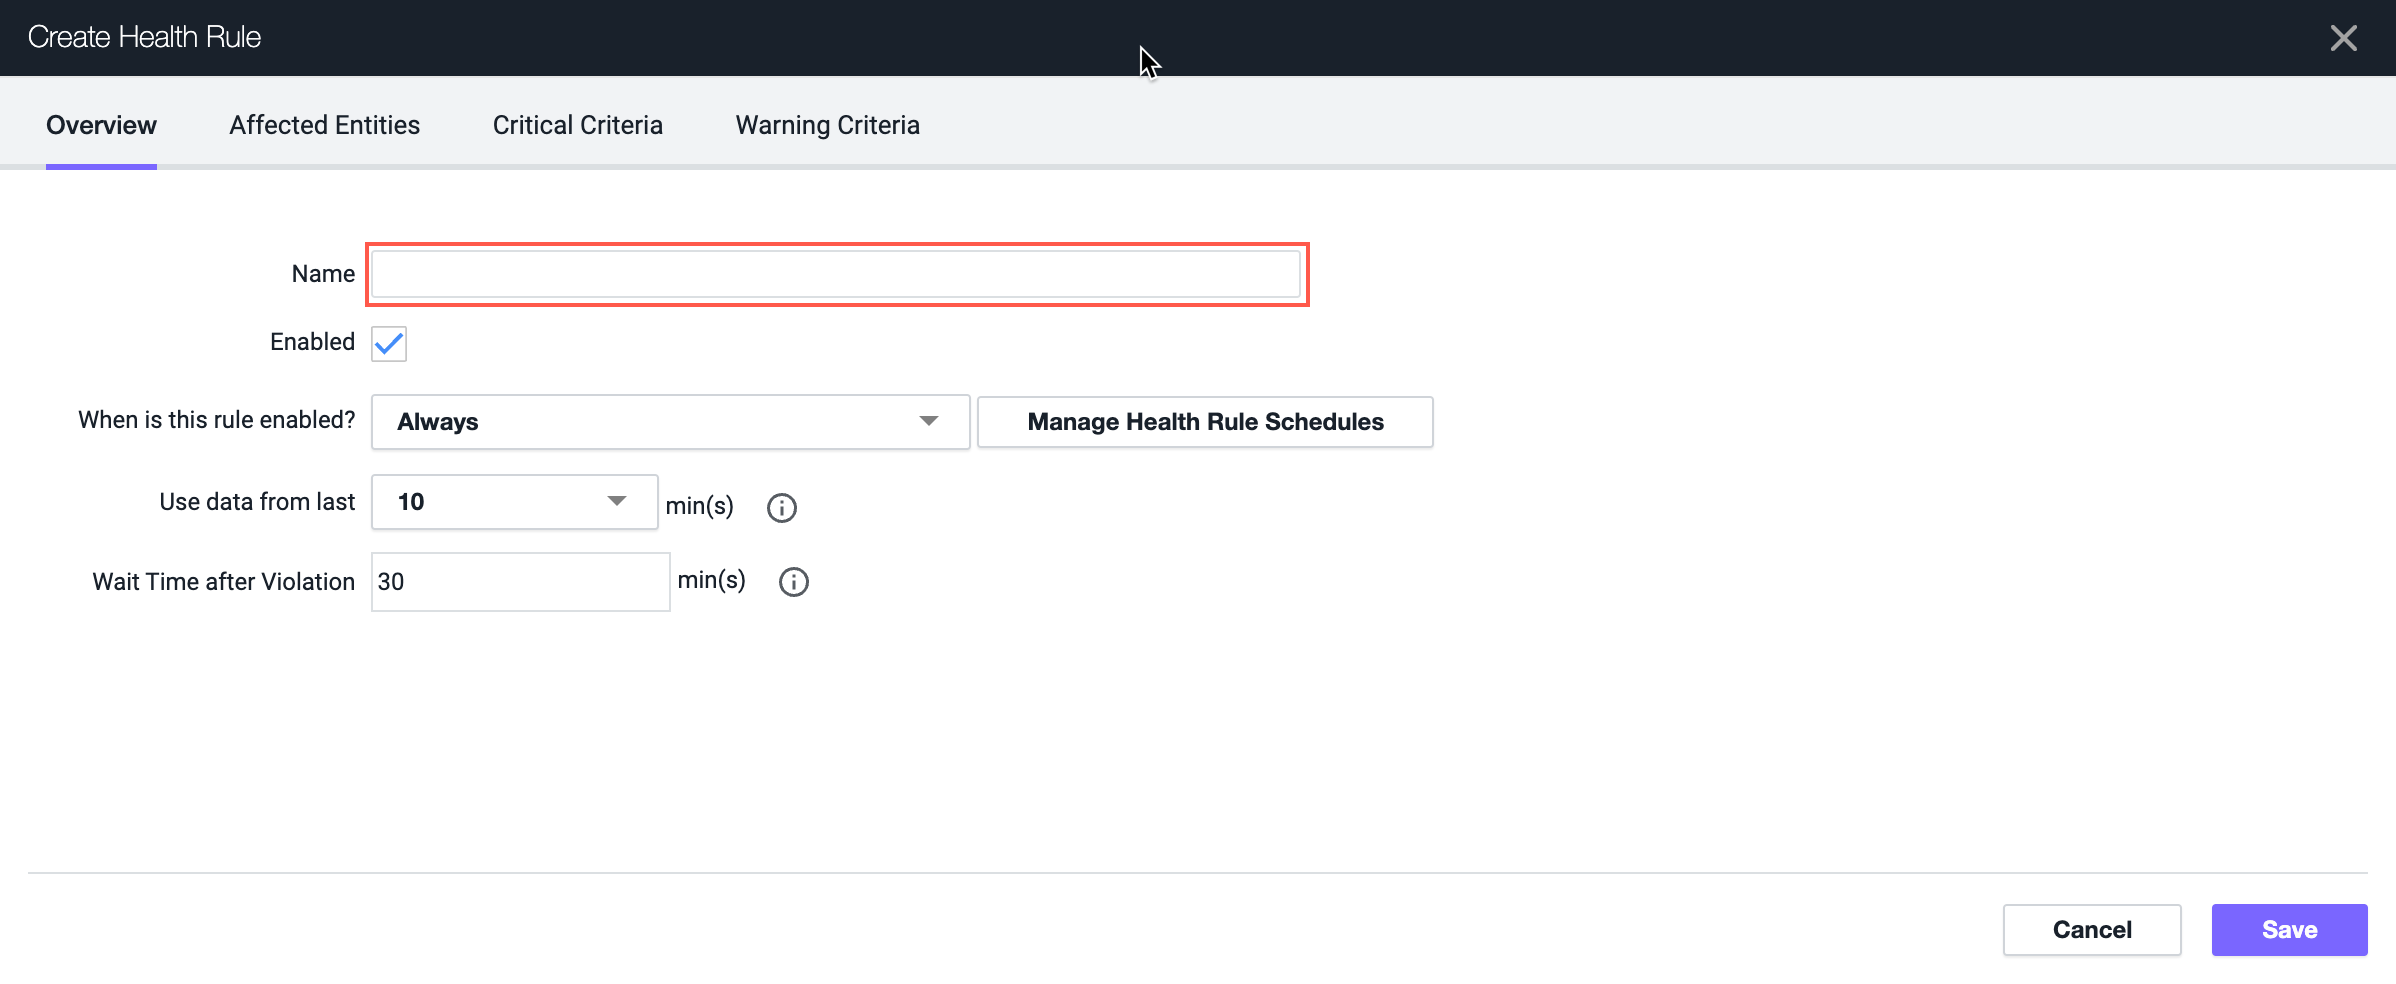 Create Health Rule
Overview Affected Entities Critical Criteria Warning Criteria
Name
Enabled
When is this rule enabled? Always Manage Health Rule Schedules
Use data from last 10 min(s)
Wait Time after Violation 30 min(s)
Cancel Save